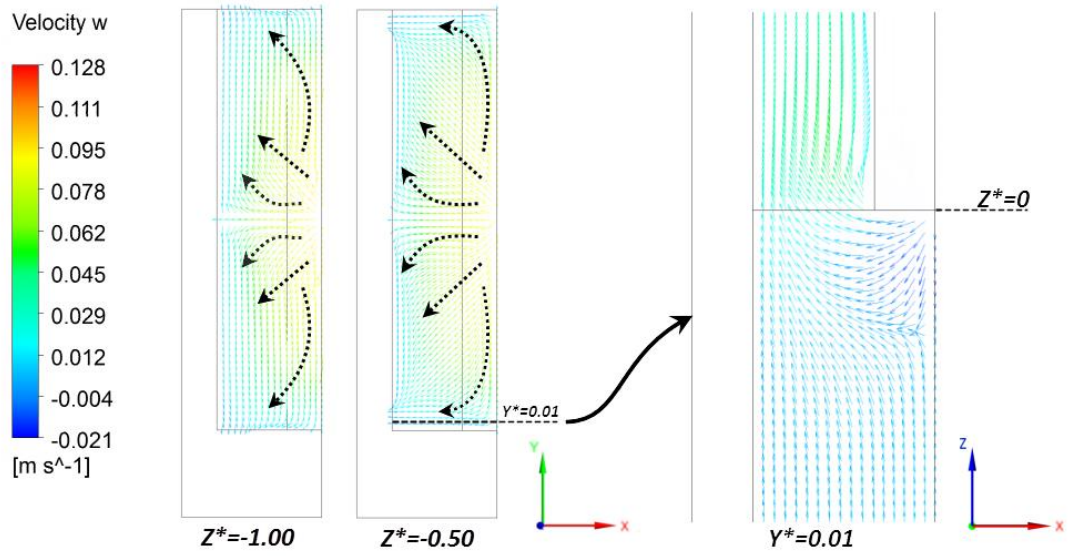 Velocity w
0.128
0.111
0.095
0.078
0.062
0.045
0.029
0.012
-0.004
-0.021
[m s^-1]
Z*=0
Y*=0.01
Y
X
Z
X
Z*=-1.00
Z*=-0.50
Y*=0.01